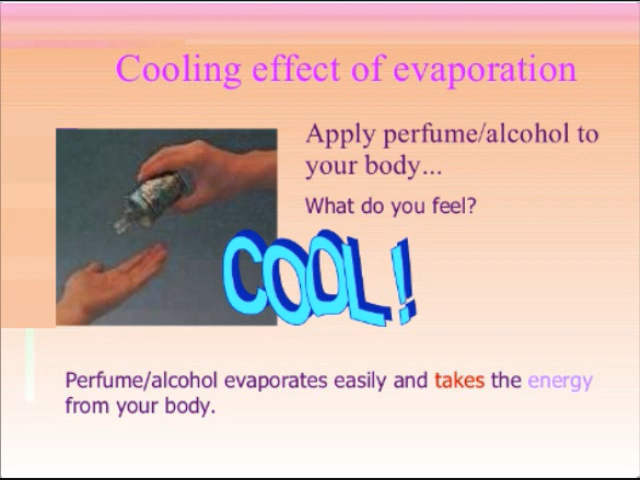 Cooling effect of evaporation
Apply perfume/alcohol to
your body...
What do you feel?
COOL!
Perfume/alcohol evaporates easily and takes the energy
from your body.